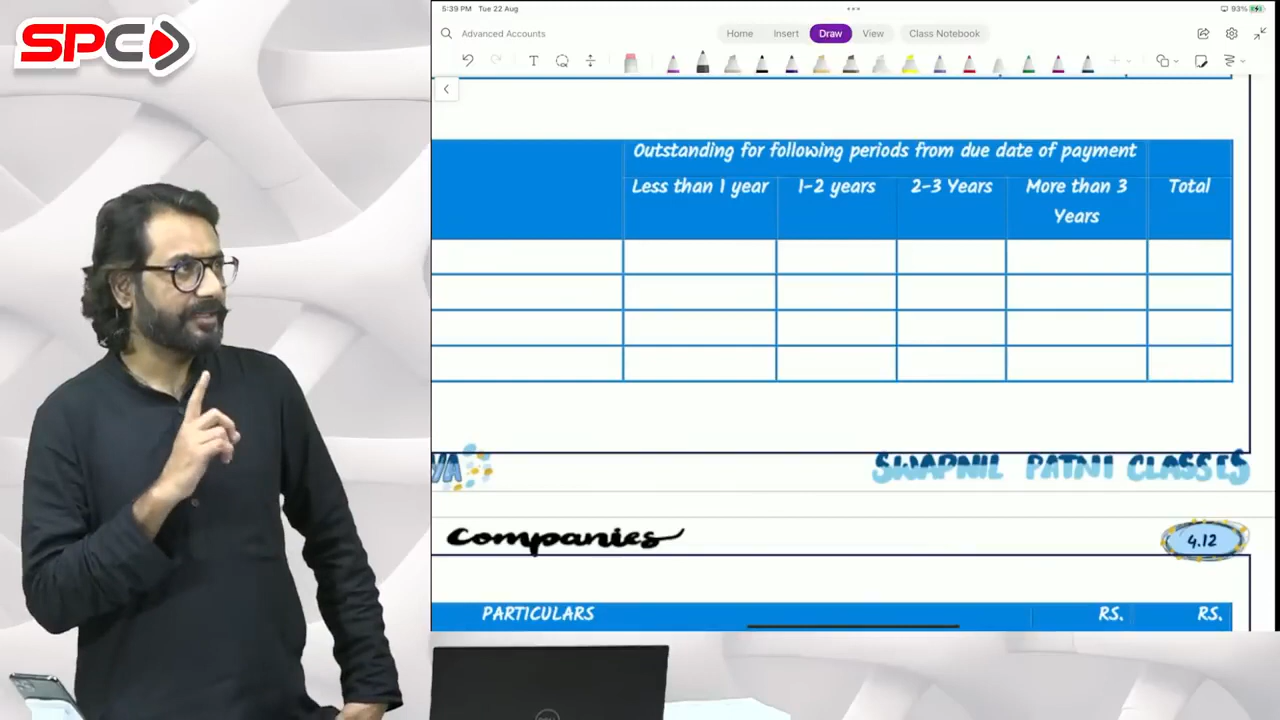 SPC
5:39 PM Tue 22 Aug
93%
Advanced Accounts
Home Insert Draw View Class Notebook
Outstanding for following periods from due date of payment
Less than 1 year 1-2 years 2-3 Years More than 3 Years Total
SWAPNIL PATNI CLASSES
Companies
4.12
PARTICULARS RS. RS.
DELL